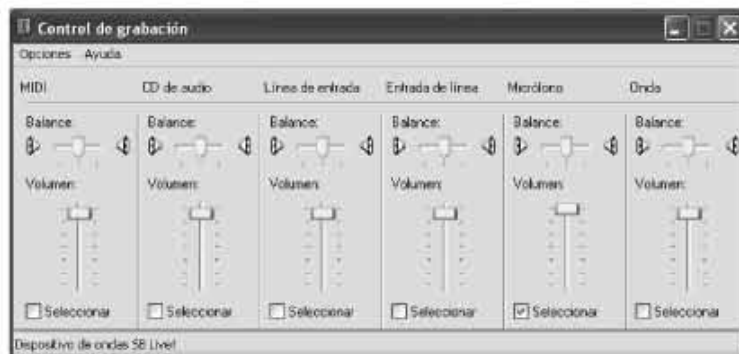 Control de grabación
Opciones Ayuda
MIDI CD de audio Línea de entrada Entrada de línea Micrófono Onda
Balance: Balance: Balance: Balance: Balance: Balance:
Volumen: Volumen: Volumen: Volumen: Volumen: Volumen:
Seleccionar Seleccionar Seleccionar Seleccionar Seleccionar Seleccionar
Dispositivo de ondas SB Live!